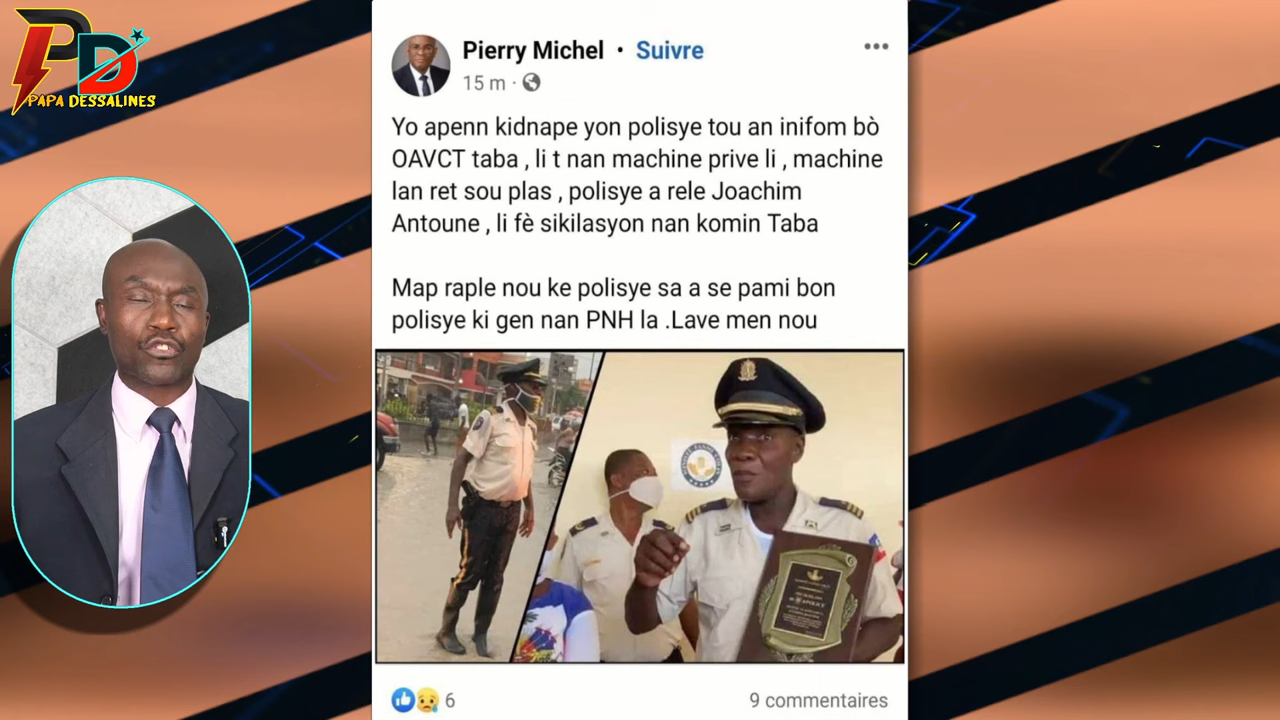 PD
PAPA DESSALINES
Pierry Michel • Suivre
15 m ·
Yo apenn kidnape yon polisye tou an inifom bò
OAVCT taba , li t nan machine prive li , machine
lan ret sou plas , polisye a rele Joachim
Antoune , li fè sikilasyon nan komin Taba
Map raple nou ke polisye sa a se pami bon
polisye ki gen nan PNH la .Lave men nou
6
9 commentaires